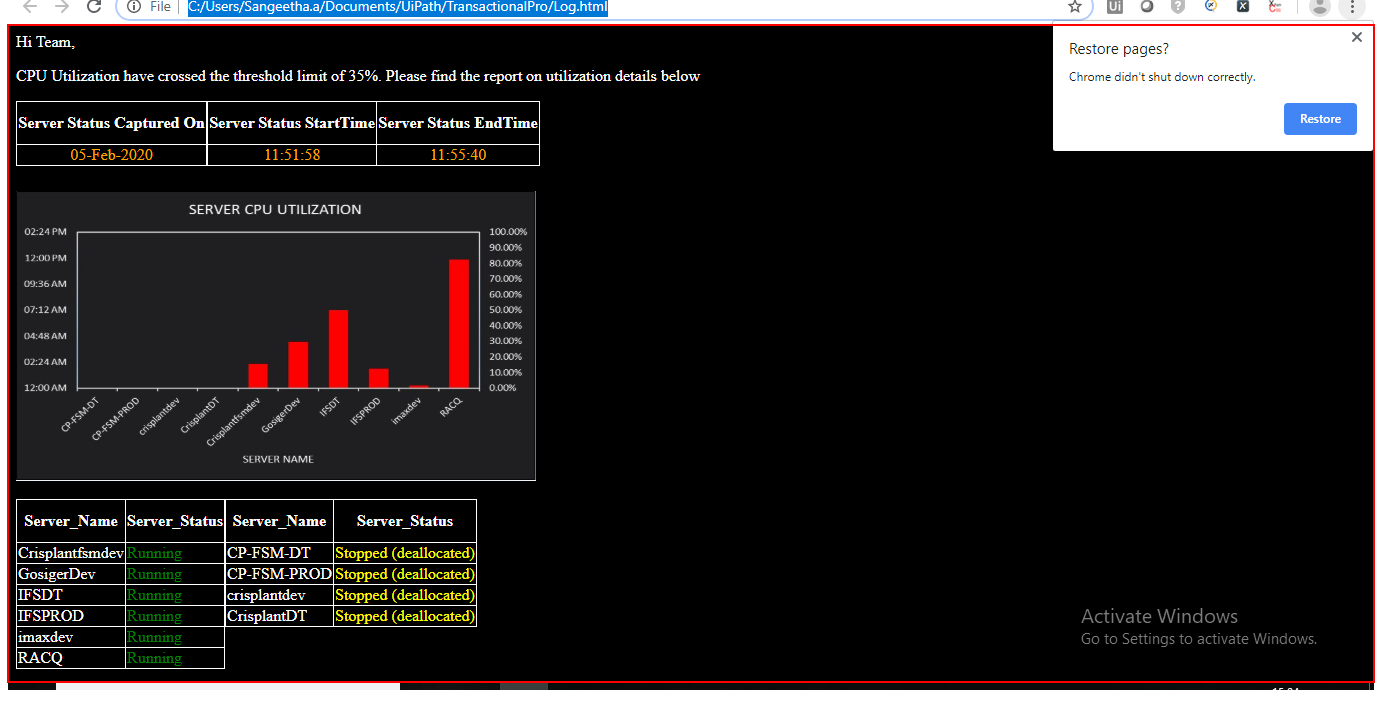 File C:/Users/Sangeetha.a/Documents/UiPath/TransactionalPro/Log.html
Ui
Restore pages?
Chrome didn't shut down correctly.
Restore
Hi Team,
CPU Utilization have crossed the threshold limit of 35%. Please find the report on utilization details below
Server Status Captured On Server Status StartTime Server Status EndTime
05-Feb-2020 11:51:58 11:55:40
SERVER CPU UTILIZATION
02:24 PM 100.00%
90.00%
12:00 PM 80.00%
09:36 AM 70.00%
60.00%
07:12 AM 50.00%
40.00%
04:48 AM 30.00%
02:24 AM 20.00%
10.00%
12:00 AM 0.00%
CP-FSM-DT CP-FSM-PROD crisplantdev CrisplantDT Crisplantfsmdev GosigerDev IFSDT IFSPROD imaxdev RACQ
SERVER NAME
Server_Name Server_Status Server_Name Server_Status
Crisplantfsmdev Running CP-FSM-DT Stopped (deallocated)
GosigerDev Running CP-FSM-PROD Stopped (deallocated)
IFSDT Running crisplantdev Stopped (deallocated)
IFSPROD Running CrisplantDT Stopped (deallocated)
imaxdev Running
RACQ Running
Activate Windows
Go to Settings to activate Windows.